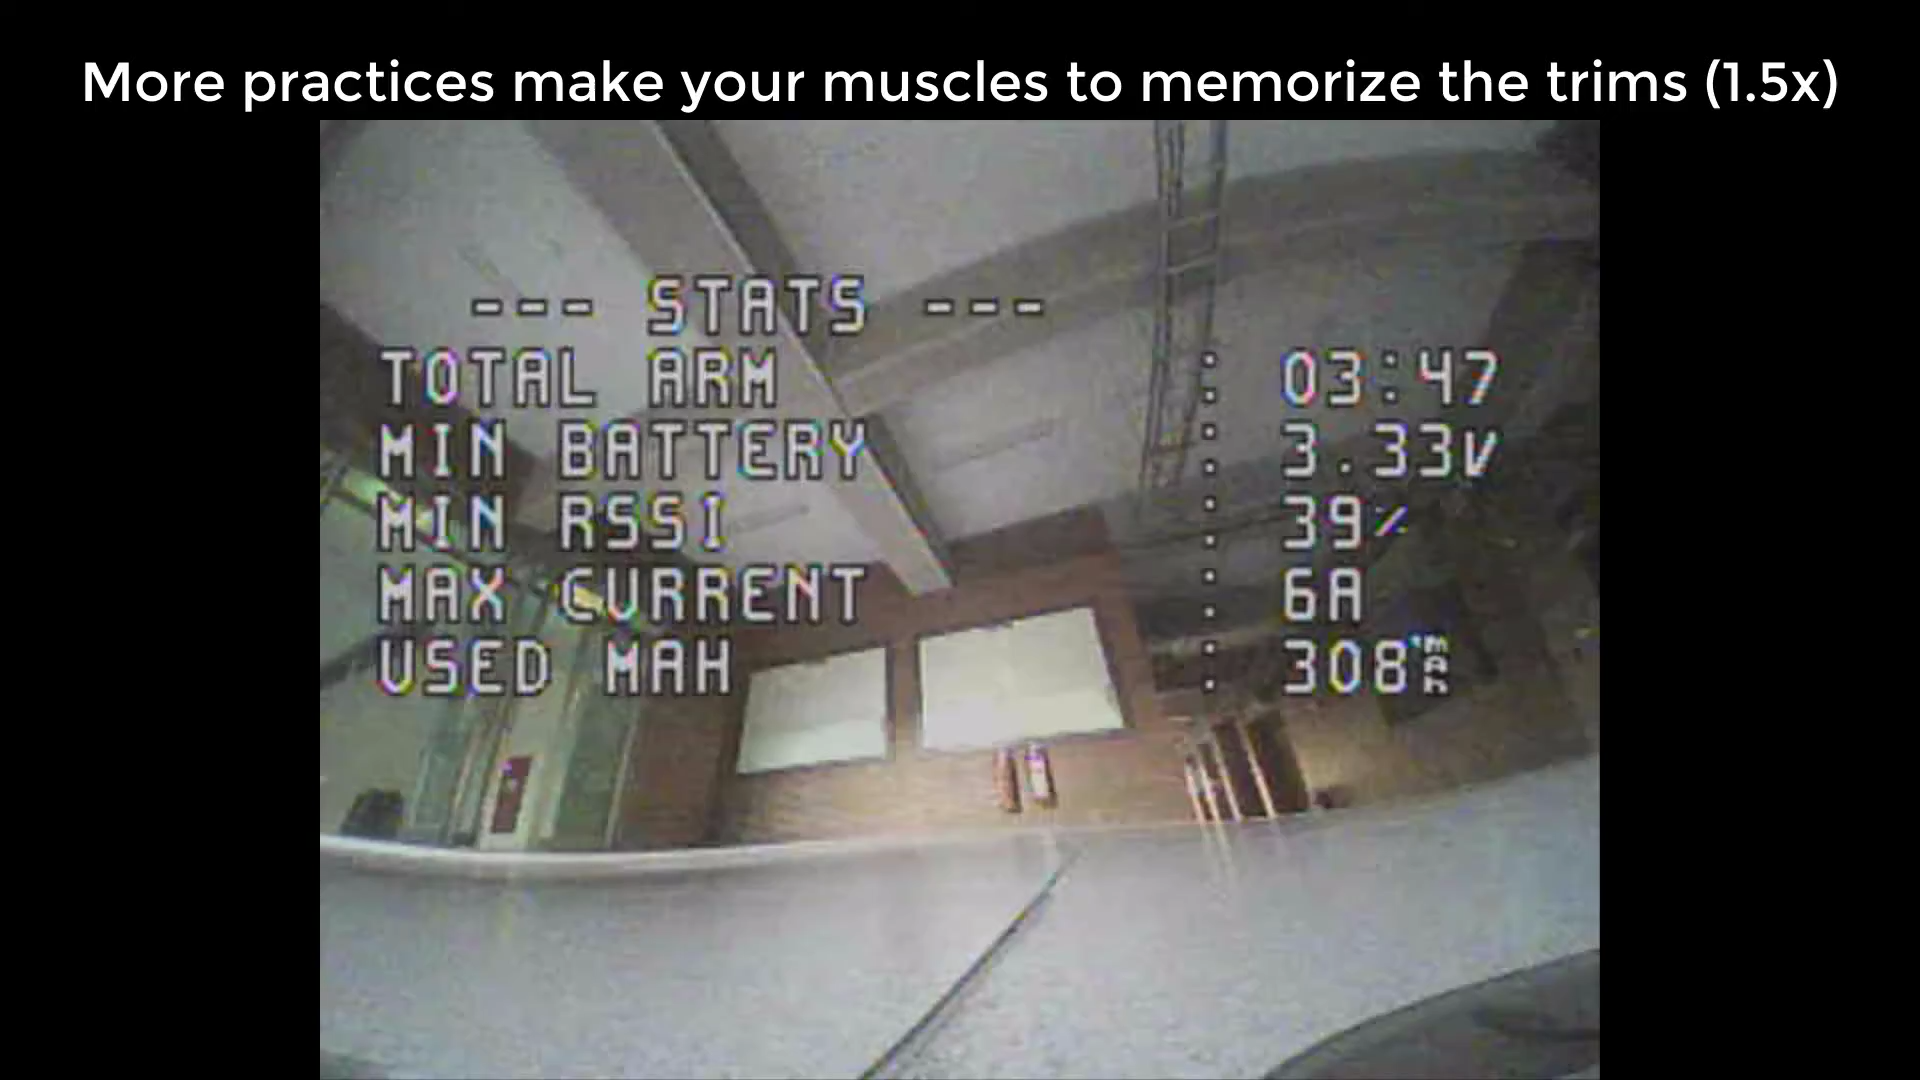 More practices make your muscles to memorize the trims (1.5x)
--- STATS ---
TOTAL ARM : 03:47
MIN BATTERY : 3.33V
MIN RSSI : 39%
MAX CURRENT : 6A
USED MAH : 308mAh